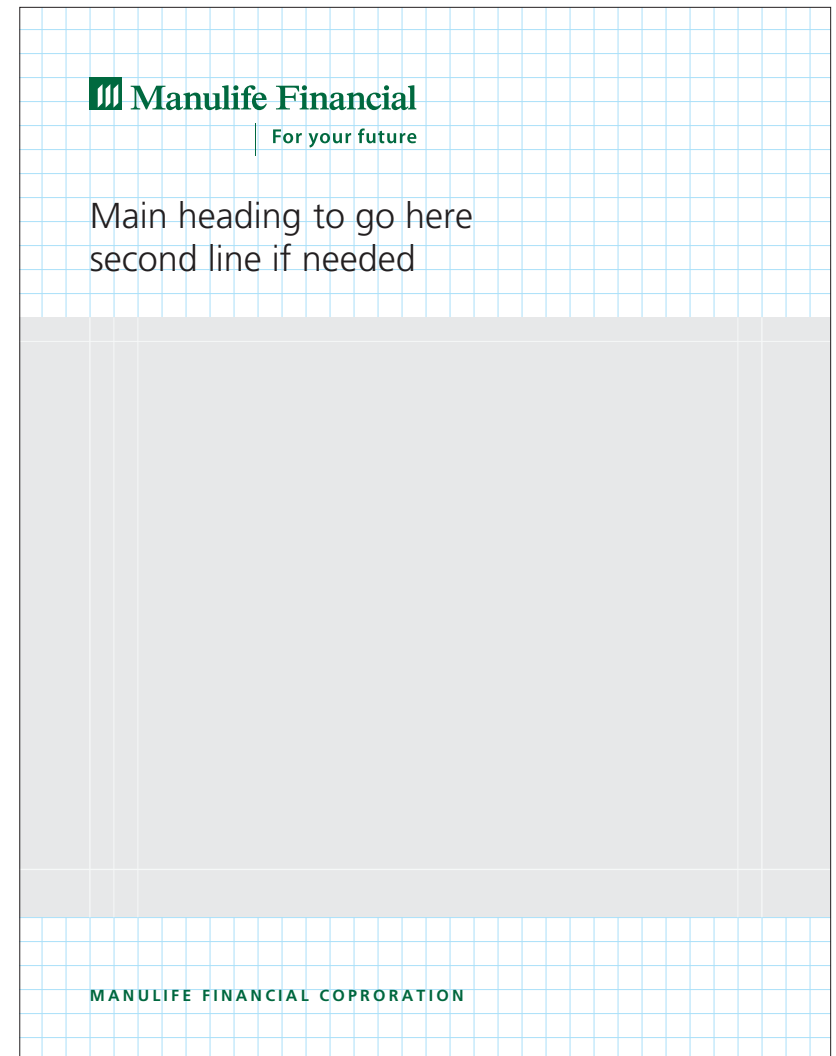 Manulife Financial
For your future
Main heading to go here
second line if needed
MANULIFE FINANCIAL COPRORATION